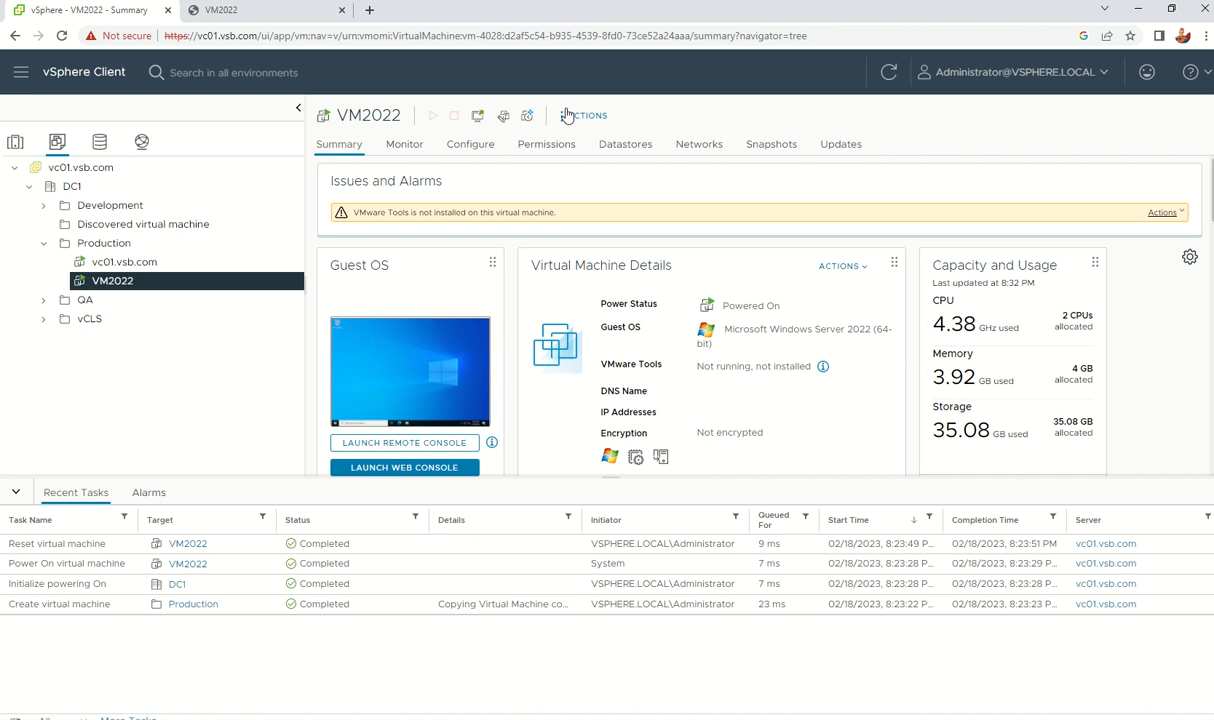 vSphere - VM2022 - Summary
VM2022
Not secure
https://vc01.vsb.com/ui/app/vm;nav=v/urn:vmomi:VirtualMachine:vm-4028:d2af5c54-b935-4539-8fd0-73ce52a24aaa/summary?navigator=tree
vSphere Client
Search in all environments
Administrator@VSPHERE.LOCAL
vc01.vsb.com
DC1
Development
Discovered virtual machine
Production
vc01.vsb.com
VM2022
QA
vCLS
VM2022
CTIONS
Summary Monitor Configure Permissions Datastores Networks Snapshots Updates
Issues and Alarms
VMware Tools is not installed on this virtual machine.
Actions
Guest OS
LAUNCH REMOTE CONSOLE
LAUNCH WEB CONSOLE
Virtual Machine Details
ACTIONS
Power Status Powered On
Guest OS Microsoft Windows Server 2022 (64-
bit)
VMware Tools Not running, not installed
DNS Name
IP Addresses
Encryption Not encrypted
Capacity and Usage
Last updated at 8:32 PM
CPU
4.38 GHz used 2 CPUs
allocated
Memory
3.92 GB used 4 GB
allocated
Storage
35.08 GB used 35.08 GB
allocated
Recent Tasks Alarms
Task Name Target Status Details Initiator Queued For Start Time Completion Time Server
Reset virtual machine VM2022 Completed VSPHERE.LOCAL\Administrator 9 ms 02/18/2023, 8:23:49 P... 02/18/2023, 8:23:51 PM vc01.vsb.com
Power On virtual machine VM2022 Completed System 7 ms 02/18/2023, 8:23:28 P... 02/18/2023, 8:23:29 P... vc01.vsb.com
Initialize powering On DC1 Completed VSPHERE.LOCAL\Administrator 7 ms 02/18/2023, 8:23:28 P... 02/18/2023, 8:23:28 P... vc01.vsb.com
Create virtual machine Production Completed Copying Virtual Machine co... VSPHERE.LOCAL\Administrator 23 ms 02/18/2023, 8:23:22 P... 02/18/2023, 8:23:23 P... vc01.vsb.com